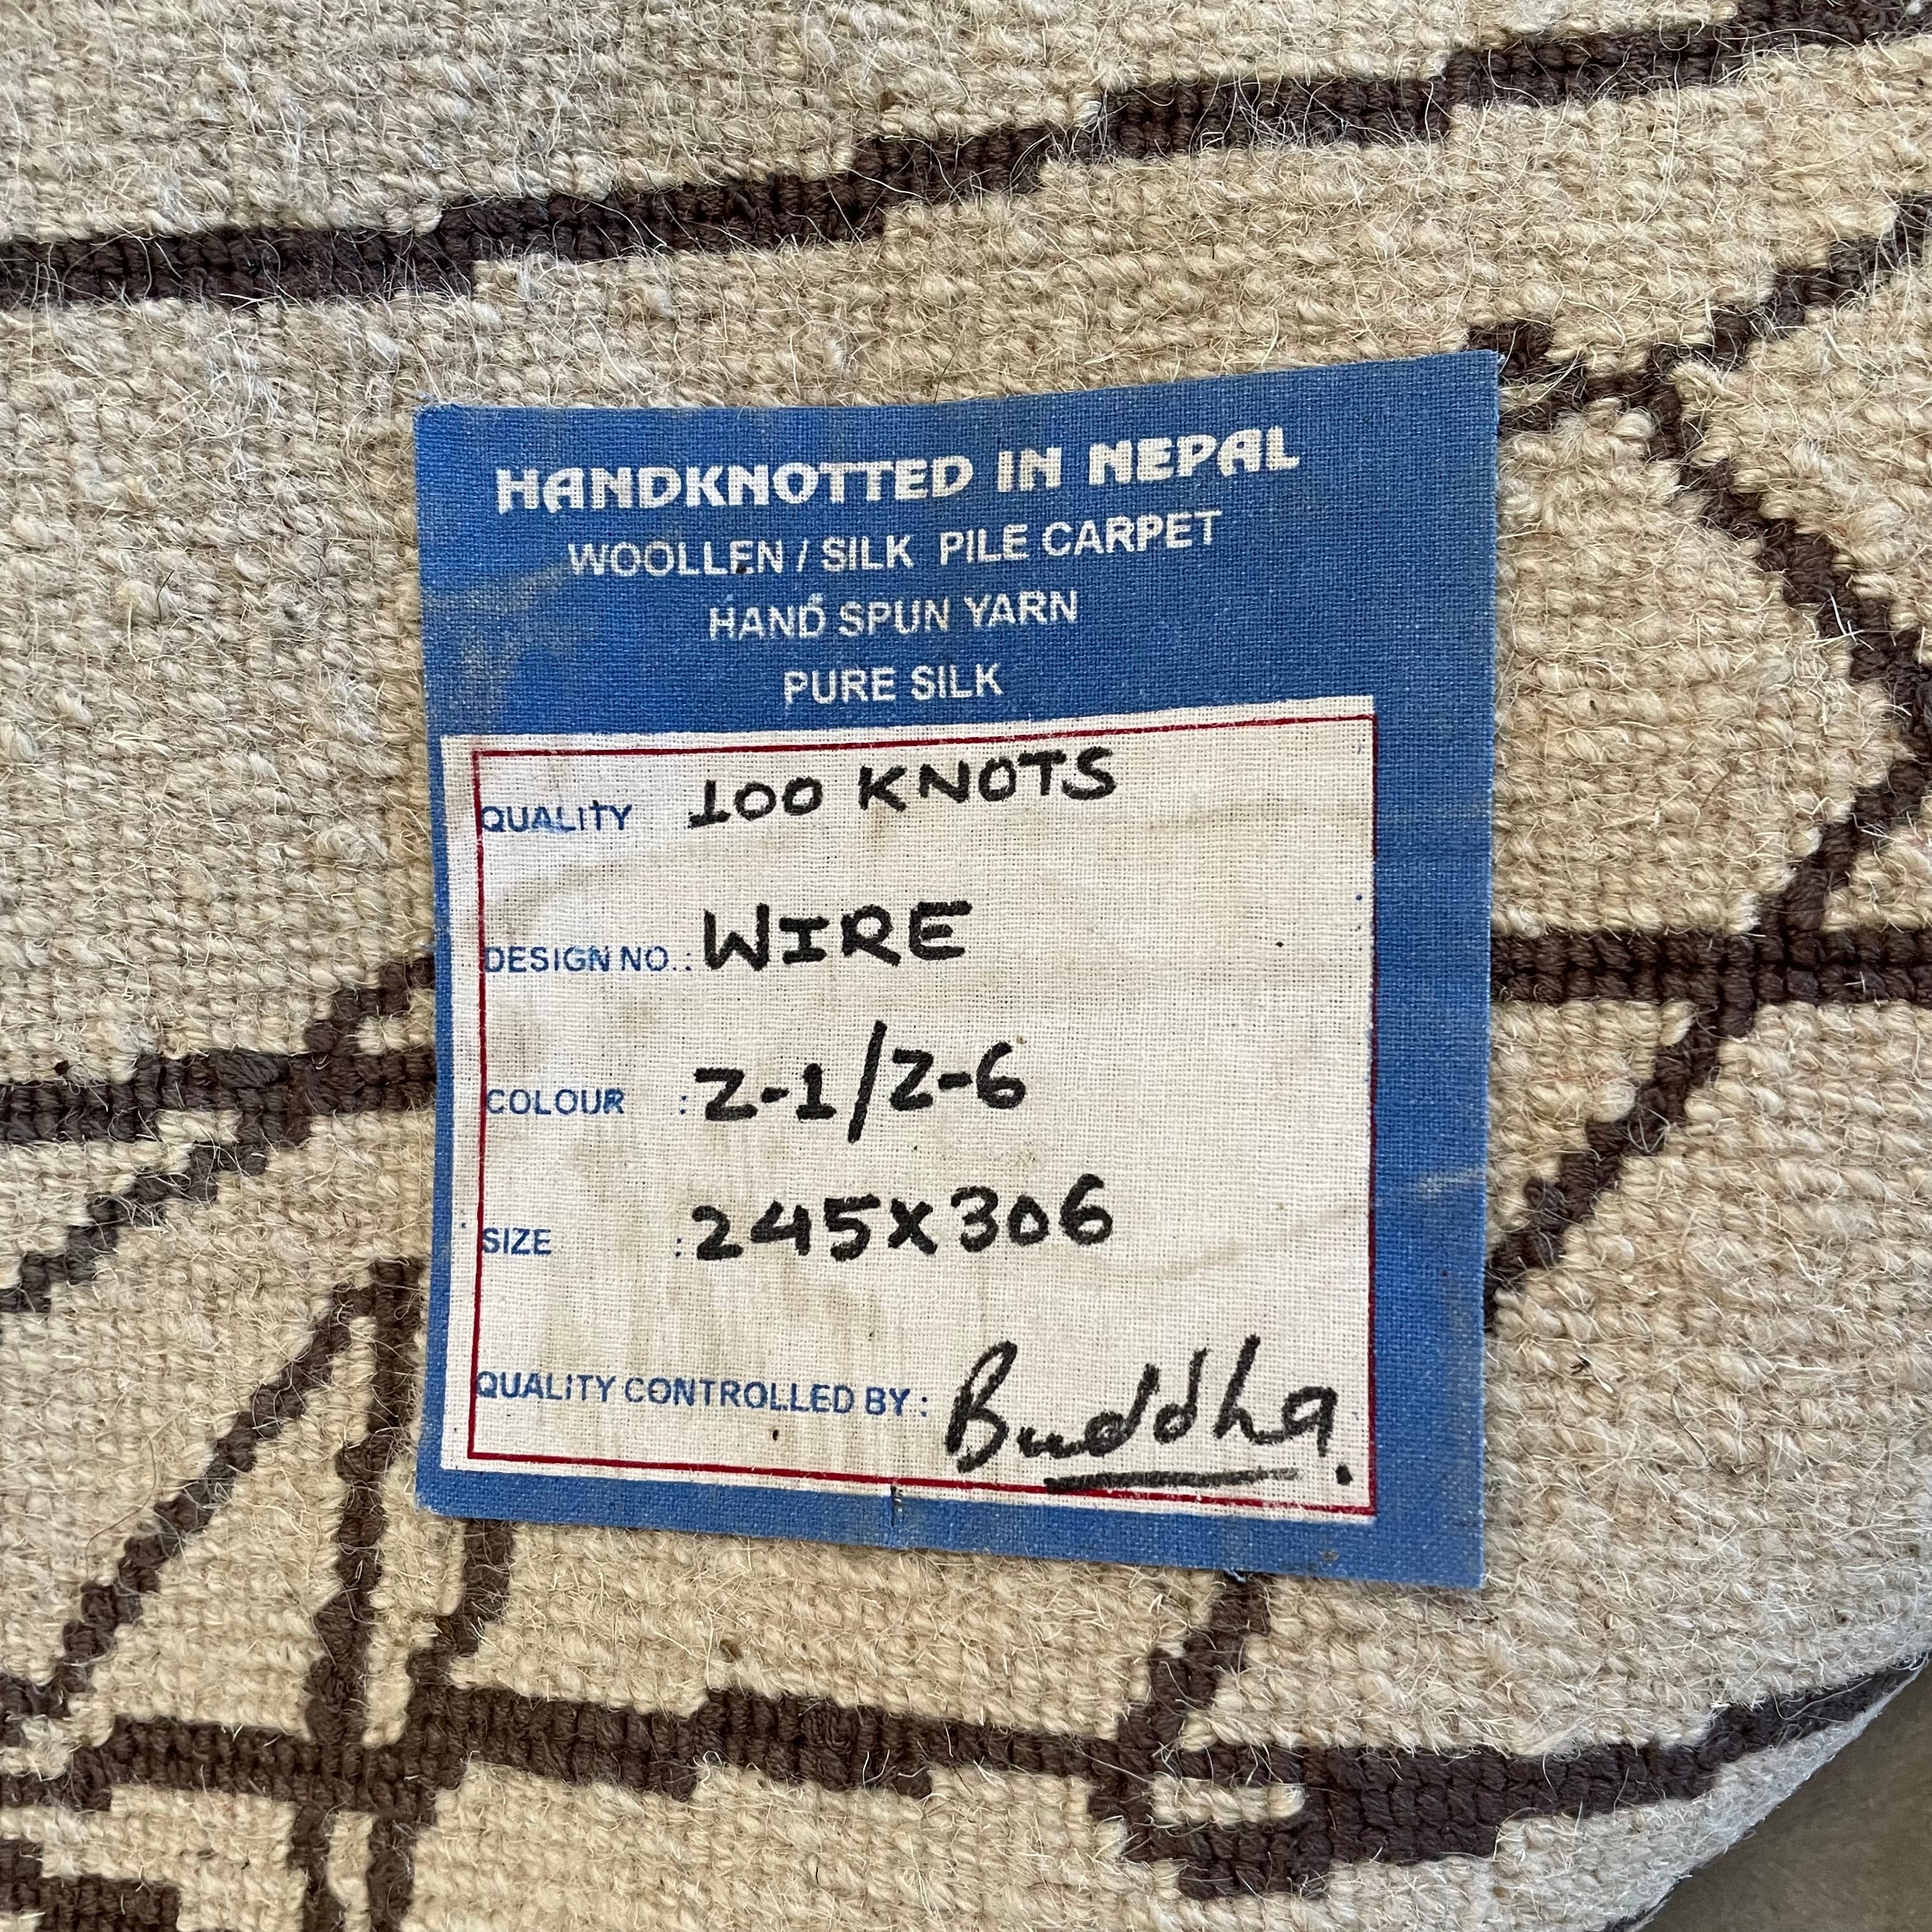 HANDKNOTTED IN NEPAL
WOOLLEN / SILK PILE CARPET
HAND SPUN YARN
PURE SILK
QUALITY : 100 KNOTS
DESIGN NO. : WIRE
COLOUR : Z-1/Z-6
SIZE : 245X306
QUALITY CONTROLLED BY : Buddha.